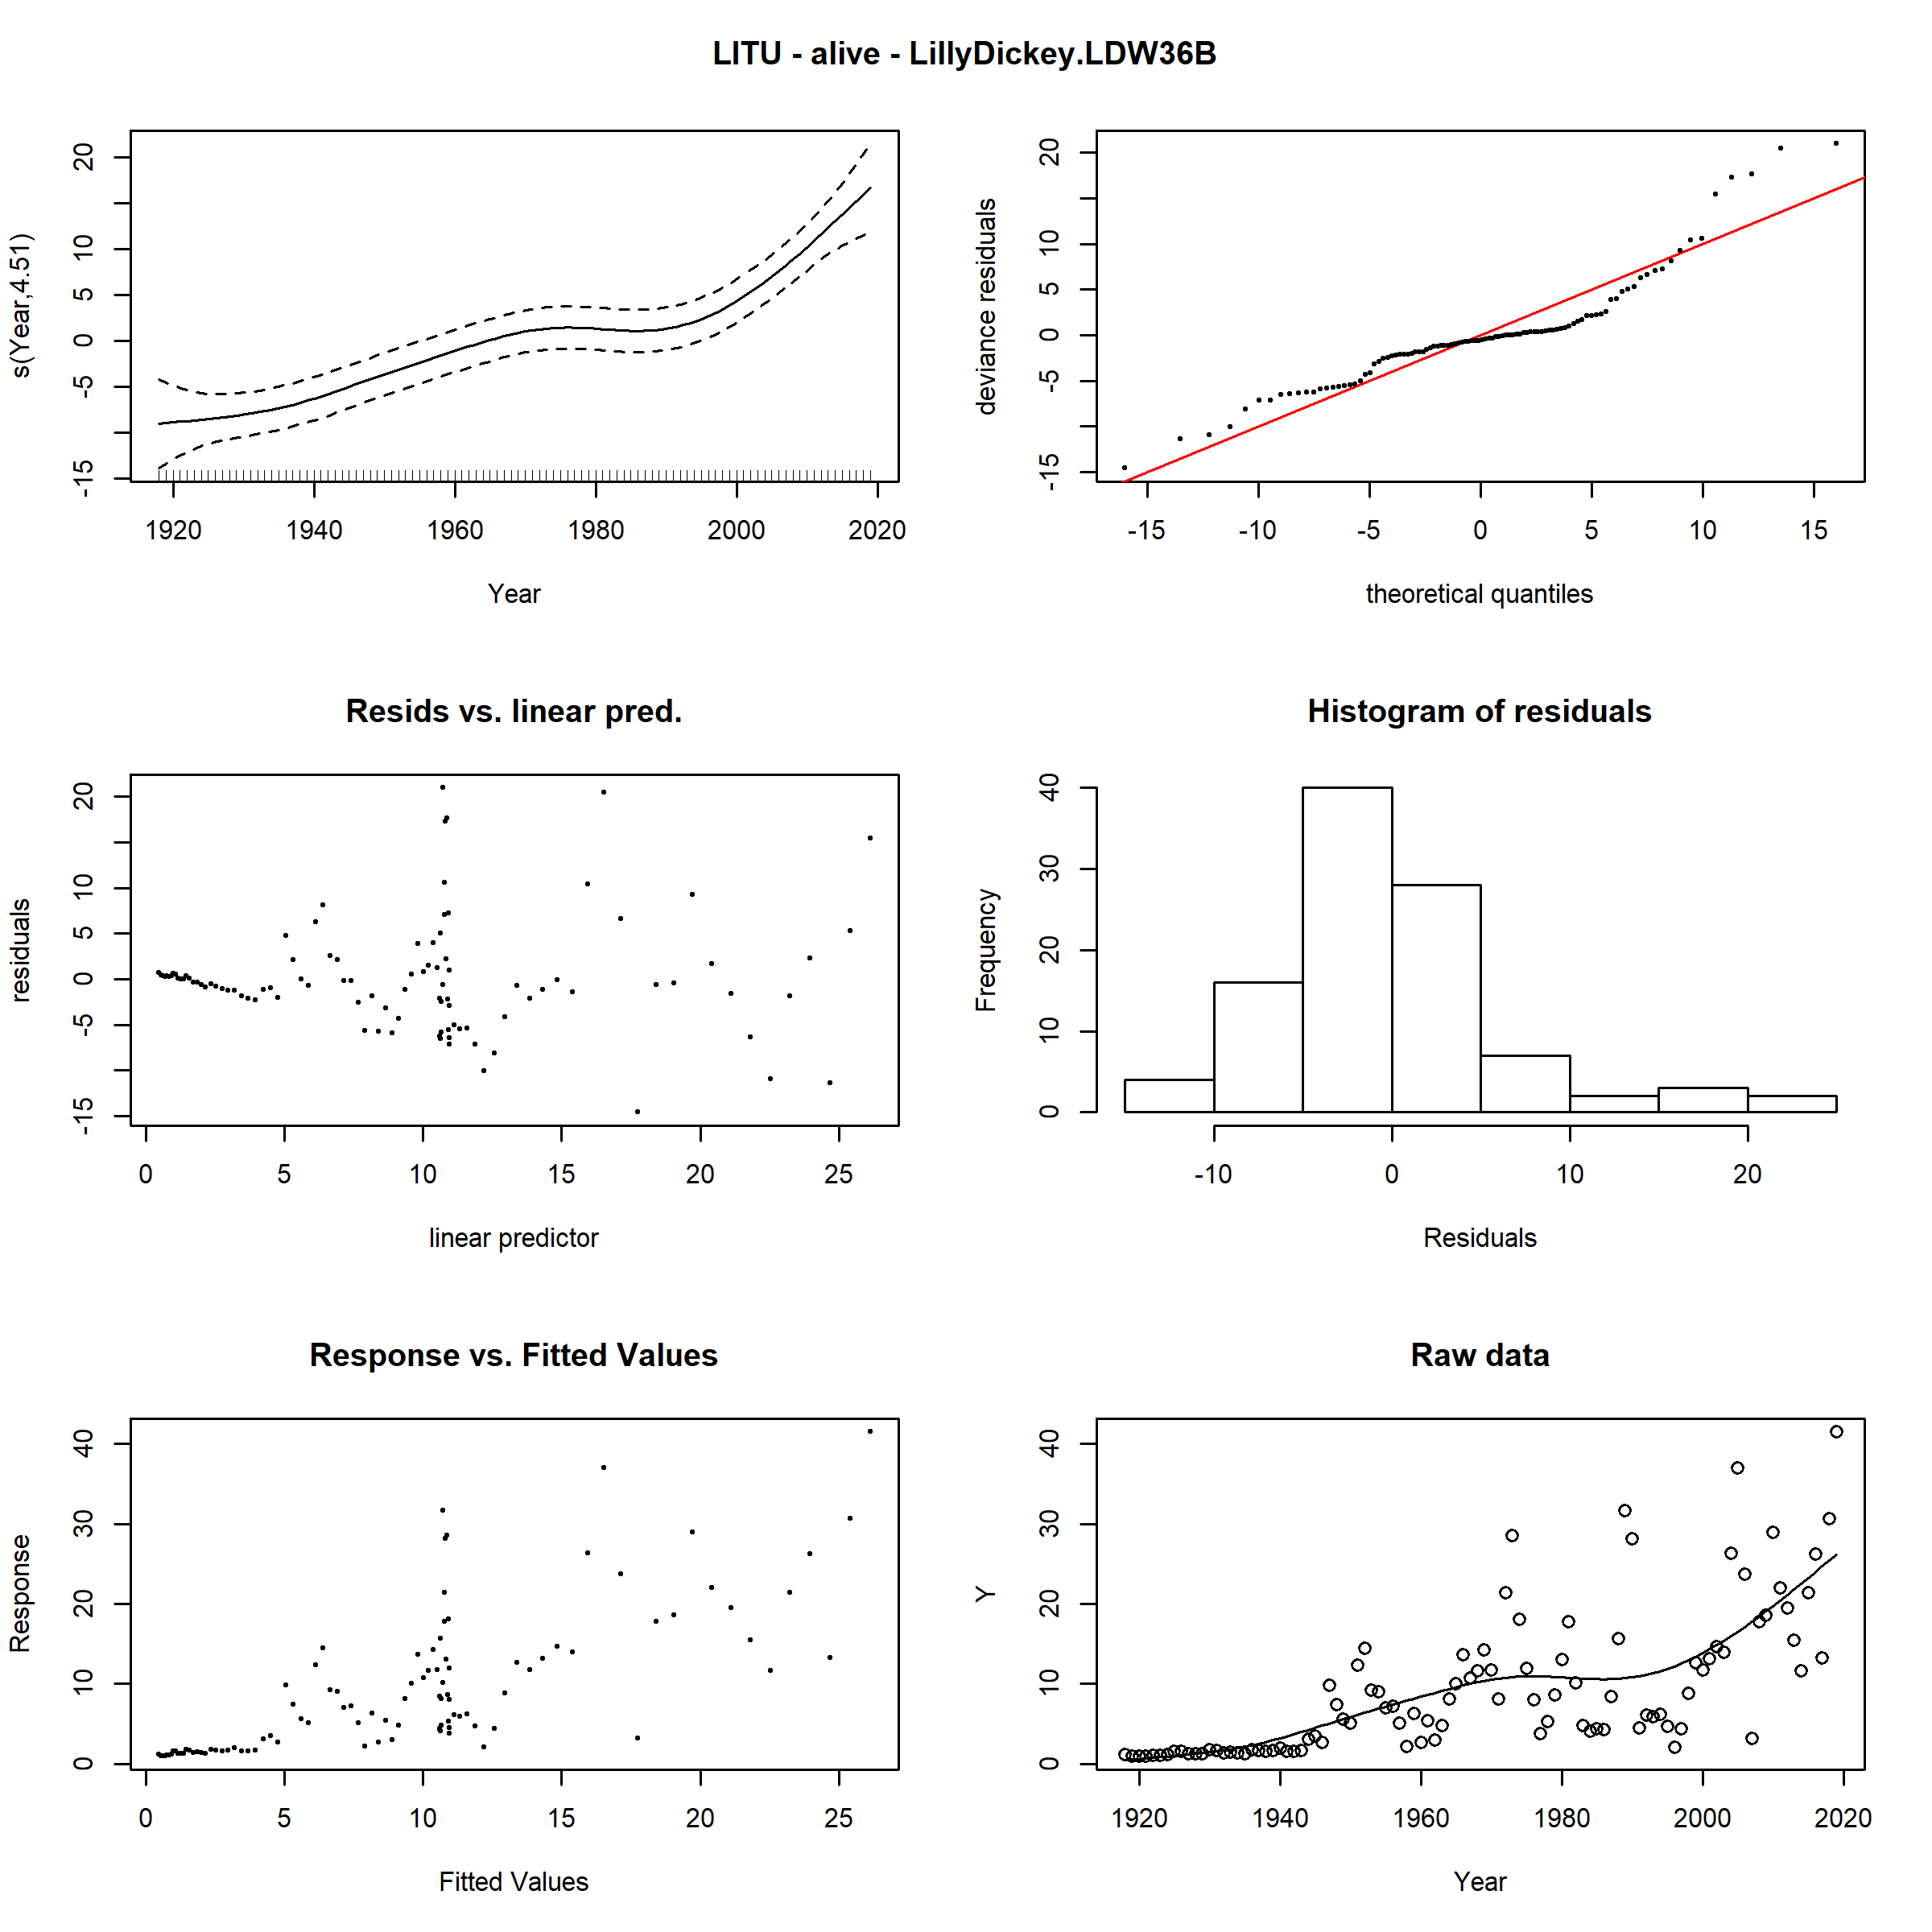 LITU - alive - LillyDickey.LDW36B
s(Year,4.51)
20
10
5
0
-5
-15
1920 1940 1960 1980 2000 2020
Year
deviance residuals
20
10
5
0
-5
-15
-15 -10 -5 0 5 10 15
theoretical quantiles
Resids vs. linear pred.
residuals
20
10
5
0
-5
-15
0 5 10 15 20 25
linear predictor
Histogram of residuals
Frequency
40
30
20
10
0
-10 0 10 20
Residuals
Response vs. Fitted Values
Response
40
30
20
10
0
0 5 10 15 20 25
Fitted Values
Raw data
Y
40
30
20
10
0
1920 1940 1960 1980 2000 2020
Year